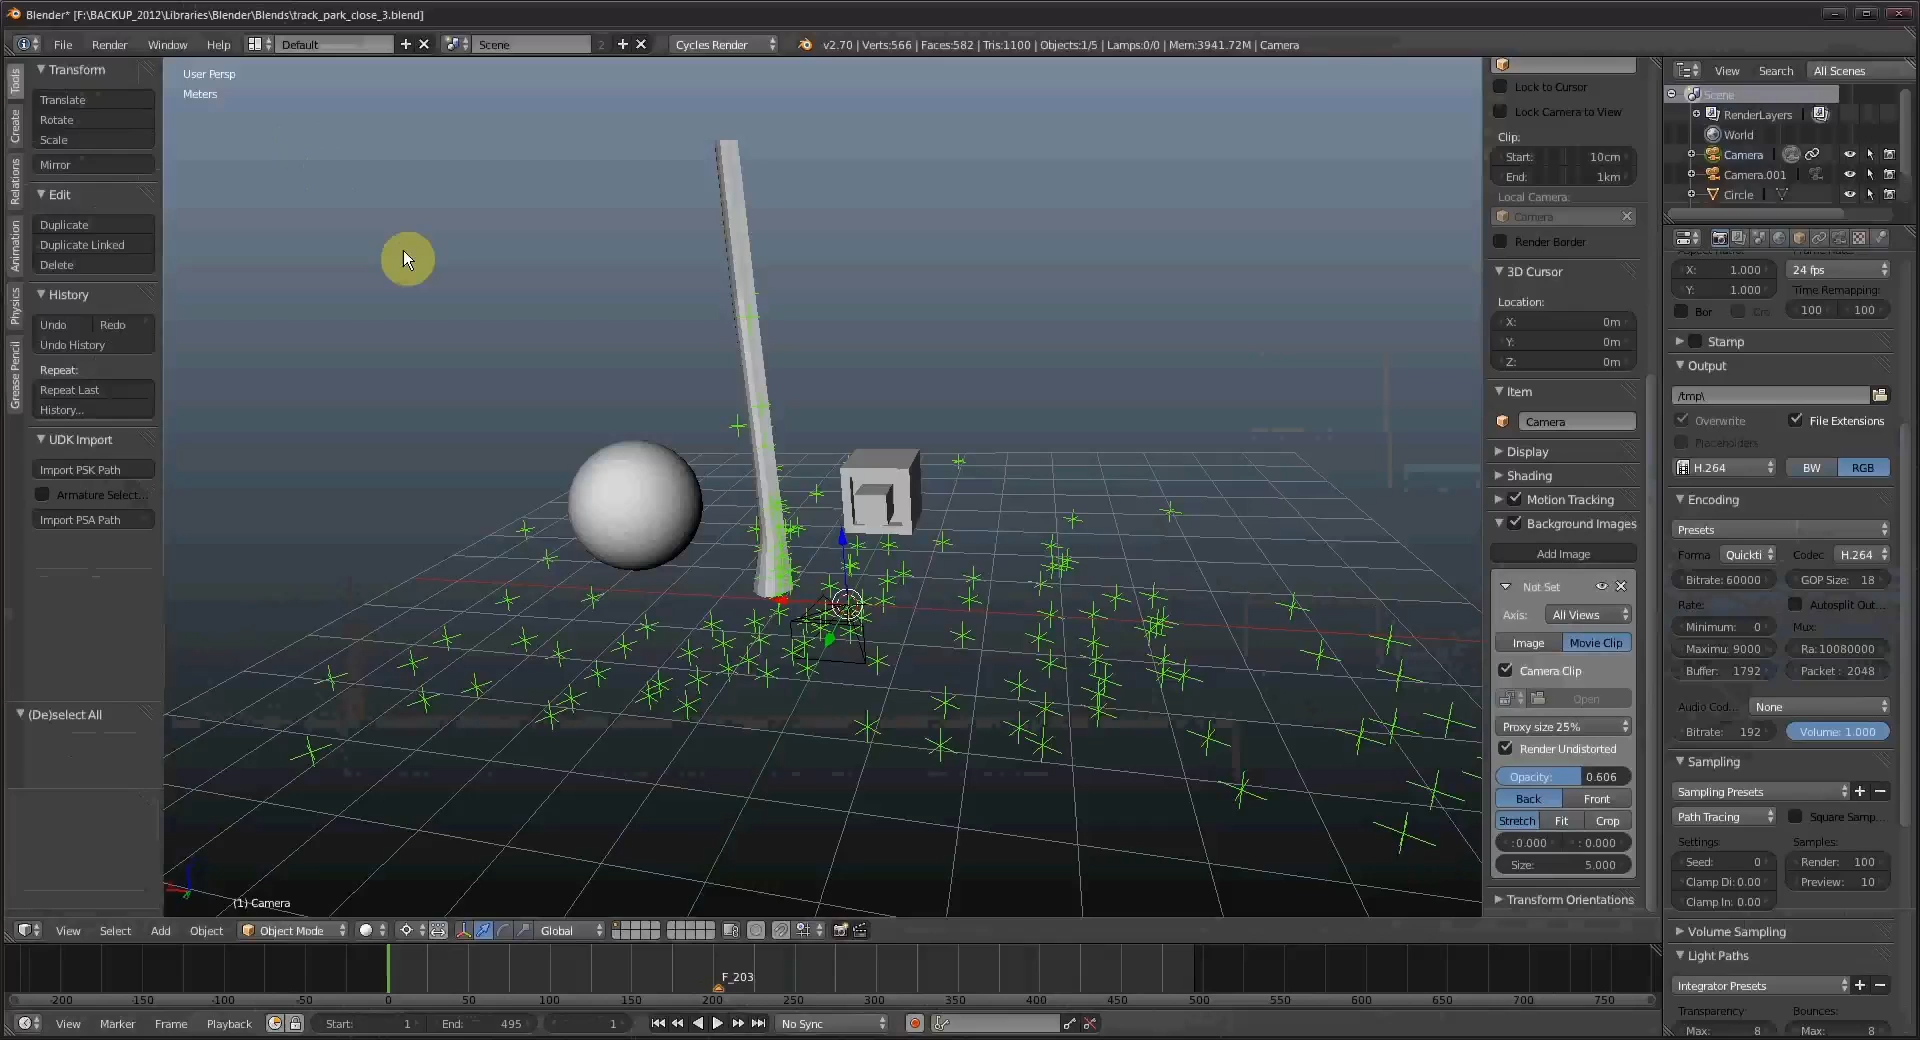 Blender* [F:\BACKUP_2012\Libraries\Blender\Blends\track_park_close_3.blend]
File Render Window Help Default Scene 2 Cycles Render v2.70 | Verts:566 | Faces:582 | Tris:1100 | Objects:1/5 | Lamps:0/0 | Mem:3941.72M | Camera
Tools
Create
Relations
Animation
Physics
Grease Pencil
Transform
Translate
Rotate
Scale
Mirror
Edit
Duplicate
Duplicate Linked
Delete
History
Undo Redo
Undo History
Repeat:
Repeat Last
History...
UDK Import
Import PSK Path
Armature Select...
Import PSA Path
(De)select All
User Persp
Meters
(1) Camera
Lock to Cursor
Lock Camera to View
Clip:
Start: 10cm
End: 1km
Local Camera:
Camera
Render Border
3D Cursor
Location:
X: 0m
Y: 0m
Z: 0m
Item
Camera
Display
Shading
Motion Tracking
Background Images
Add Image
Not Set
Axis: All Views
Image Movie Clip
Camera Clip
Open
Proxy size 25%
Render Undistorted
Opacity: 0.606
Back Front
Stretch Fit Crop
:0.000 : 0.000
Size: 5.000
Transform Orientations
View Search All Scenes
Scene
RenderLayers
World
Camera
Camera.001
Circle
X: 1.000 24 fps
Y: 1.000 Time Remapping:
Bor 100 100
Stamp
Output
/tmp\
Overwrite File Extensions
Placeholders
H.264 BW RGB
Encoding
Presets
Forma Quickti Codec H.264
Bitrate: 60000 GOP Size: 18
Rate: Autosplit Out...
Minimum: 0 Mux:
Maximu: 9000 Ra:10080000
Buffer: 1792 Packet : 2048
Audio Cod... None
Bitrate: 192 Volume: 1.000
Sampling
Sampling Presets
Path Tracing Square Samp...
Settings: Samples:
Seed: 0 Render: 100
Clamp Di: 0.00 Preview: 10
Clamp In: 0.00
Volume Sampling
Light Paths
Integrator Presets
Transparency: Bounces:
Max: 8 Max: 8
View Select Add Object Object Mode Global
F_203
-200 -150 -100 -50 0 50 100 150 200 250 300 350 400 450 500 550 600 650 700 750
View Marker Frame Playback Start: 1 End: 495 1 No Sync